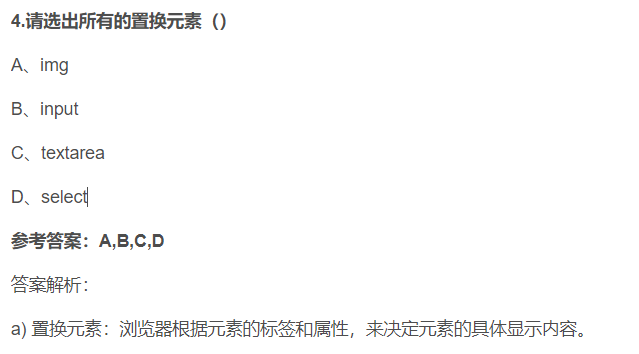 4.请选出所有的置换元素（）
A、img
B、input
C、textarea
D、select
参考答案：A,B,C,D
答案解析：
a) 置换元素：浏览器根据元素的标签和属性，来决定元素的具体显示内容。